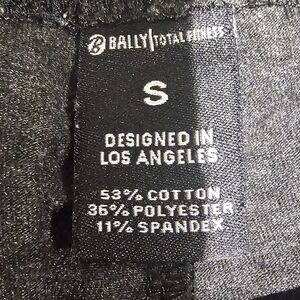 B BALLY TOTAL FITNESS
S
DESIGNED IN
LOS ANGELES
53% COTTON
36% POLYESTER
11% SPANDEX